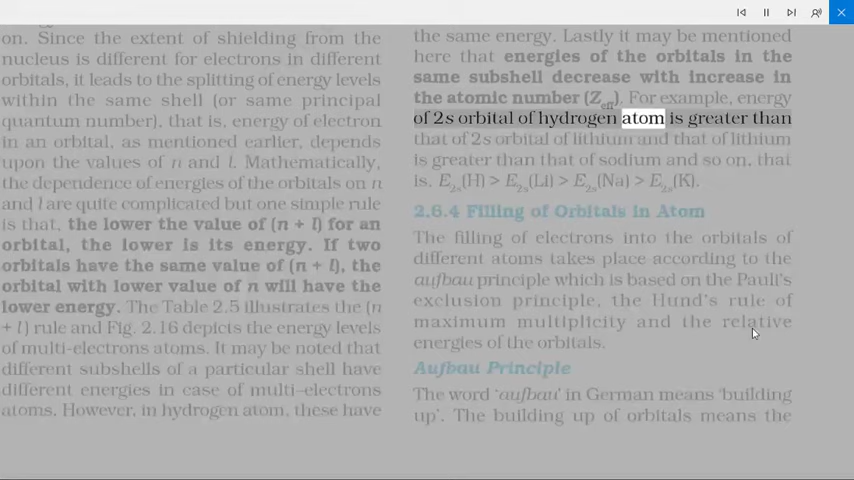 on. Since the extent of shielding from the
nucleus is different for electrons in different
orbitals, it leads to the splitting of energy levels
within the same shell (or same principal
quantum number), that is, energy of electron
in an orbital, as mentioned earlier, depends
upon the values of n and l. Mathematically,
the dependence of energies of the orbitals on n
and l are quite complicated but one simple rule
is that, the lower the value of (n + l) for an
orbital, the lower is its energy. If two
orbitals have the same value of (n + l), the
orbital with lower value of n will have the
lower energy. The Table 2.5 illustrates the (n
+ l) rule and Fig. 2.16 depicts the energy levels
of multi-electrons atoms. It may be noted that
different subshells of a particular shell have
different energies in case of multi-electrons
atoms. However, in hydrogen atom, these have
the same energy. Lastly it may be mentioned
here that energies of the orbitals in the
same subshell decrease with increase in
the atomic number (Zeff). For example, energy
of 2s orbital of hydrogen atom is greater than
that of 2s orbital of lithium and that of lithium
is greater than that of sodium and so on, that
is, E2s(H) > E2s(Li) > E2s(Na) > E2s(K).
2.6.4 Filling of Orbitals in Atom
The filling of electrons into the orbitals of
different atoms takes place according to the
aufbau principle which is based on the Pauli's
exclusion principle, the Hund's rule of
maximum multiplicity and the relative
energies of the orbitals.
Aufbau Principle
The word 'aufbau' in German means 'building
up'. The building up of orbitals means the